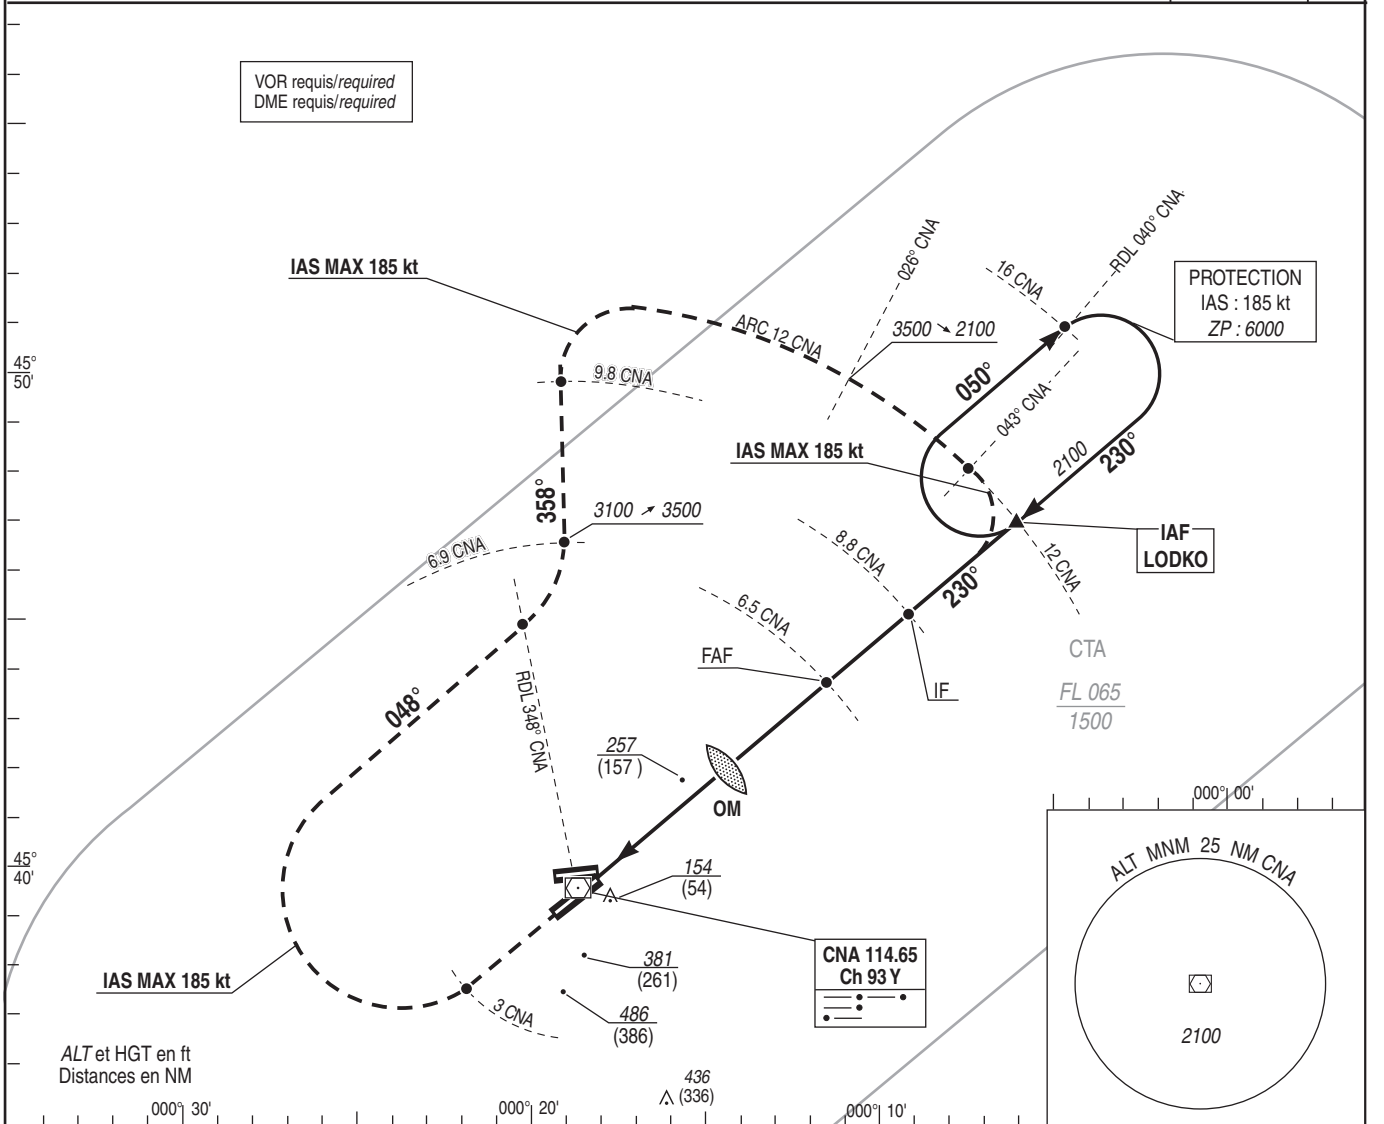 VOR requis/required
DME requis/required
IAS MAX 185 kt
ARC 12 CNA
026° CNA
16 CNA
RDL 040° CNA
PROTECTION
IAS : 185 kt
ZP : 6000
3500 ↘ 2100
45°
50'
9.8 CNA
050°
043° CNA
IAS MAX 185 kt
2100
230°
358°
3100 ↗ 3500
6.9 CNA
8.8 CNA
230°
12 CNA
IAF
LODKO
6.5 CNA
FAF
IF
CTA
FL 065
1500
048°
RDL 348° CNA
257
(157 )
OM
000° 00'
45°
40'
154
(54)
ALT MNM 25 NM CNA
2100
CNA 114.65
Ch 93 Y
381
(261)
IAS MAX 185 kt
3 CNA
486
(386)
ALT et HGT en ft
Distances en NM
436
(336)
000° 30'
000° 20'
000° 10'